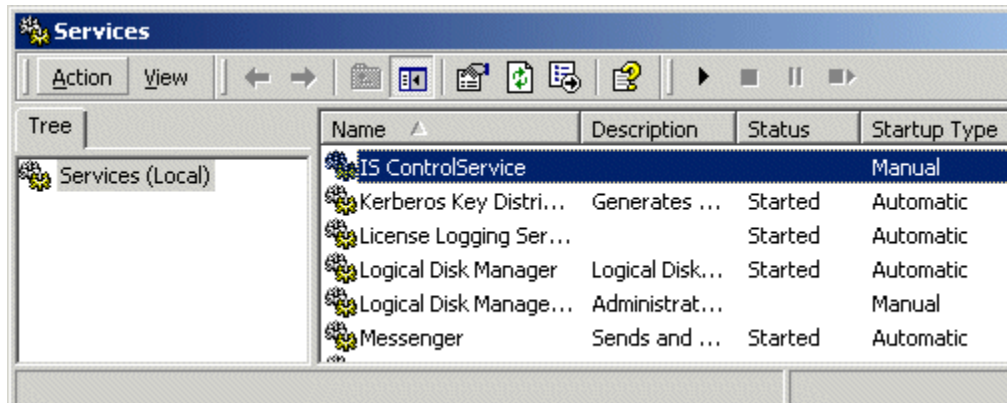 Services
Action View
Tree
Name Description Status Startup Type
Services (Local)
IS ControlService Manual
Kerberos Key Distri... Generates ... Started Automatic
License Logging Ser... Started Automatic
Logical Disk Manager Logical Disk... Started Automatic
Logical Disk Manage... Administrat... Manual
Messenger Sends and ... Started Automatic